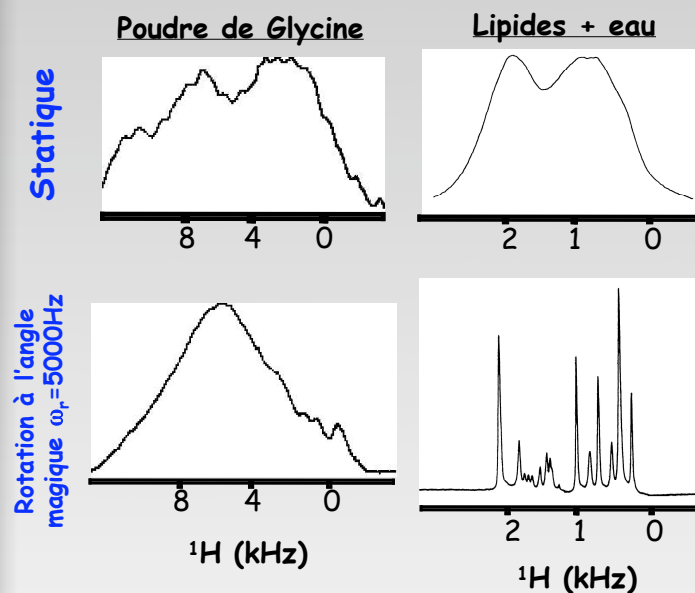 Poudre de Glycine
Lipides + eau
Statique
8 4 0
2 1 0
Rotation à l'angle
magique ωr=5000Hz
8 4 0
¹H (kHz)
2 1 0
¹H (kHz)